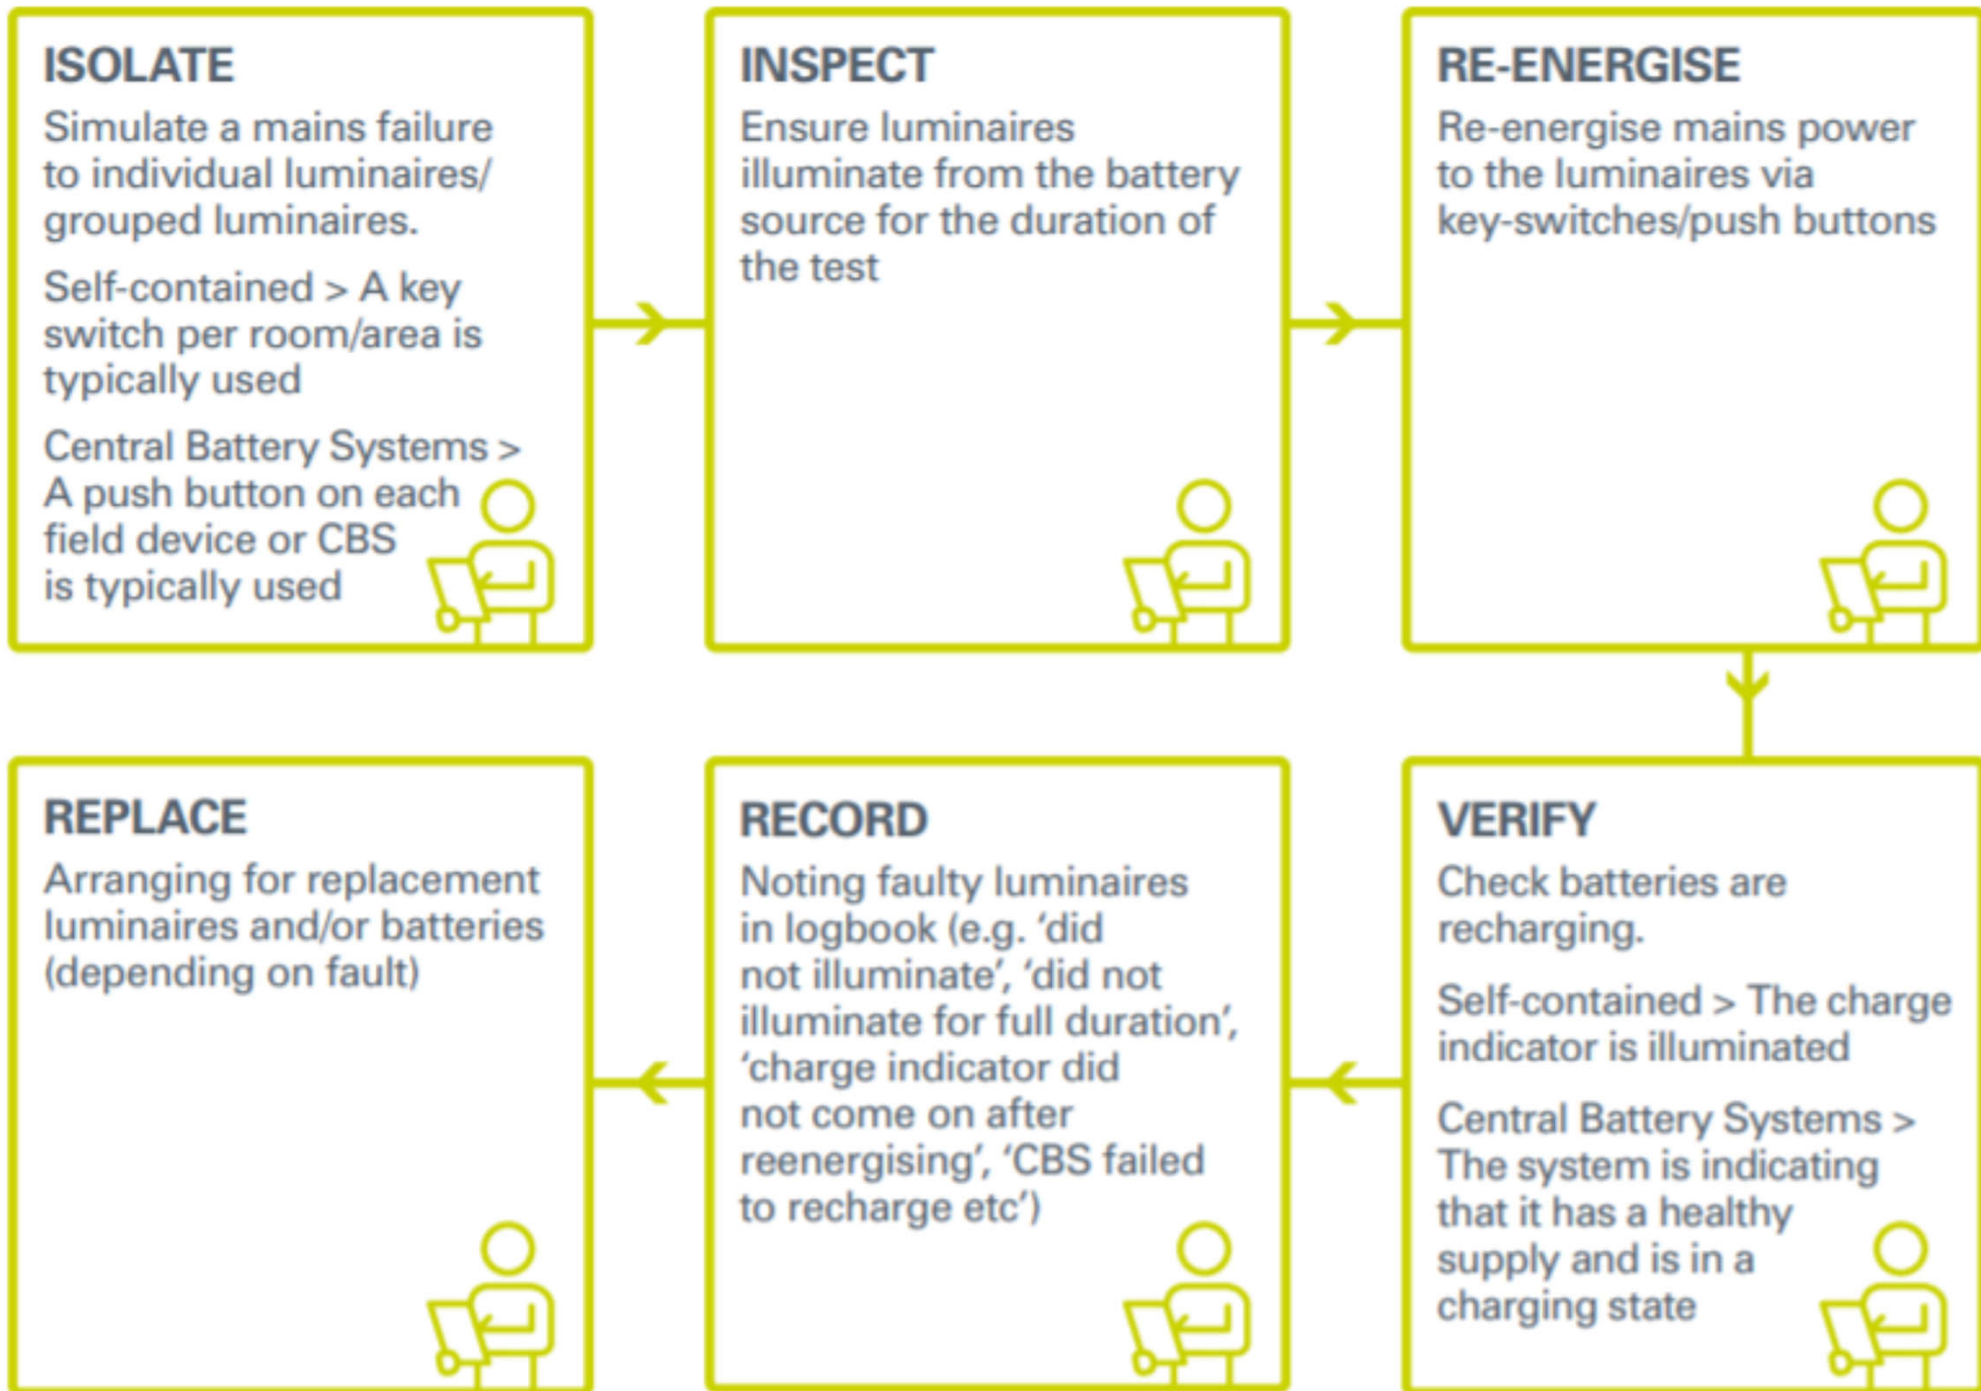 ISOLATE
Simulate a mains failure
to individual luminaires/
grouped luminaires.
Self-contained > A key
switch per room/area is
typically used
Central Battery Systems >
A push button on each
field device or CBS
is typically used
INSPECT
Ensure luminaires
illuminate from the battery
source for the duration of
the test
RE-ENERGISE
Re-energise mains power
to the luminaires via
key-switches/push buttons
VERIFY
Check batteries are
recharging.
Self-contained > The charge
indicator is illuminated
Central Battery Systems >
The system is indicating
that it has a healthy
supply and is in a
charging state
RECORD
Noting faulty luminaires
in logbook (e.g. ‘did
not illuminate’, ‘did not
illuminate for full duration’,
‘charge indicator did
not come on after
reenergising’, ‘CBS failed
to recharge etc’)
REPLACE
Arranging for replacement
luminaires and/or batteries
(depending on fault)